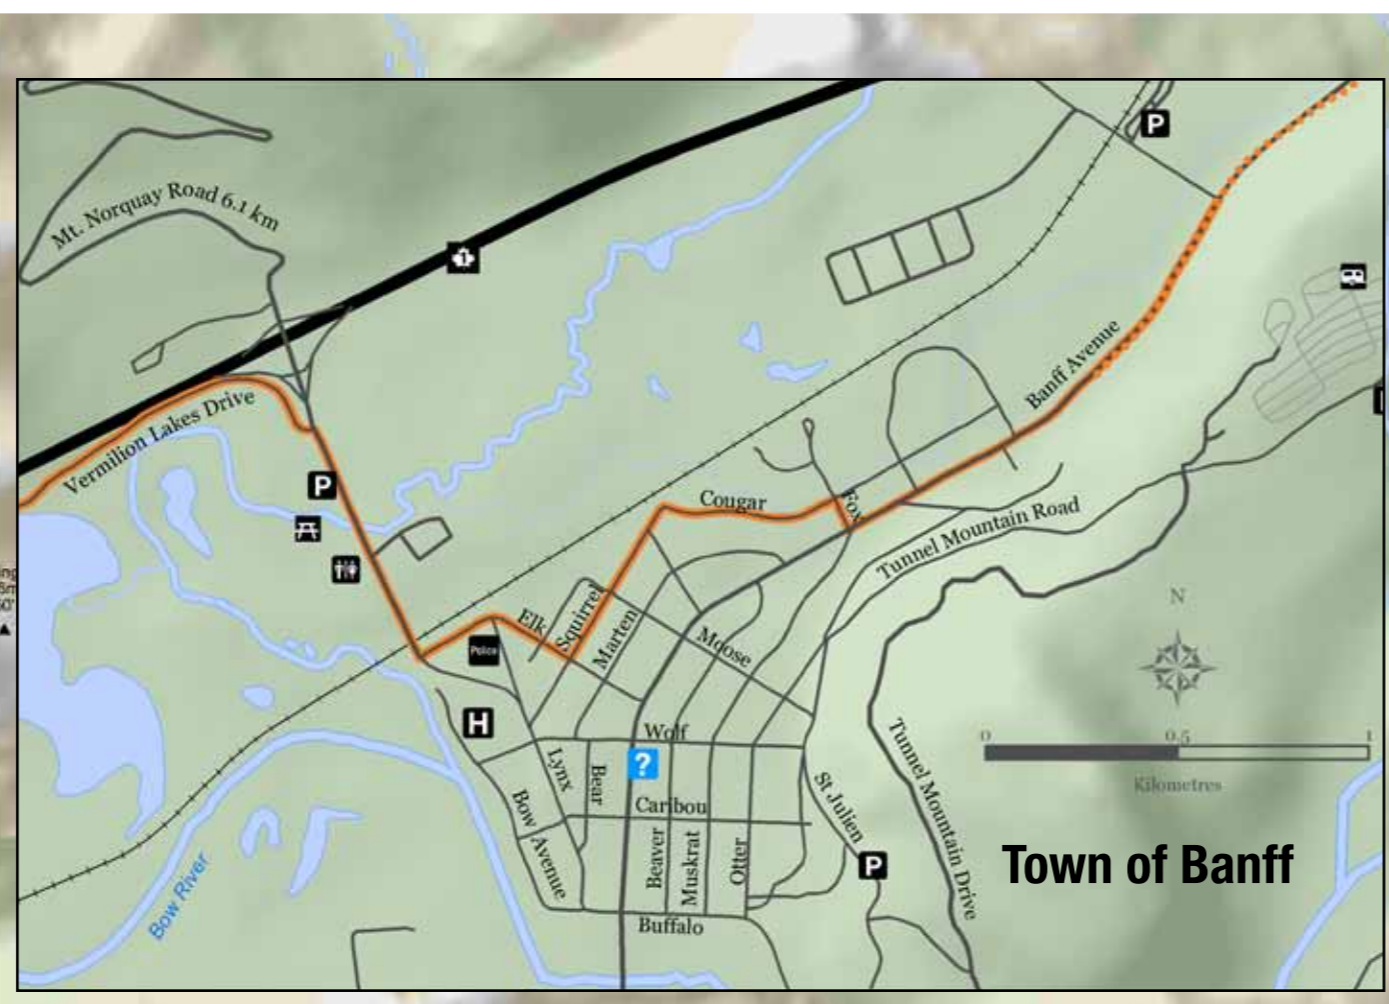 P
Mt. Norquay Road 6.1 km
1
Banff Avenue
Vermilion Lakes Drive
P
Cougar
Fox
Tunnel Mountain Road
Elk
Squirrel
Marten
Moose
Police
N
H
Wolf
?
Lynx
Bear
Caribou
Bow Avenue
Beaver
Muskrat
Otter
St Julien
P
Tunnel Mountain Drive
0 0.5 1
Kilometres
Town of Banff
Bow River
Buffalo